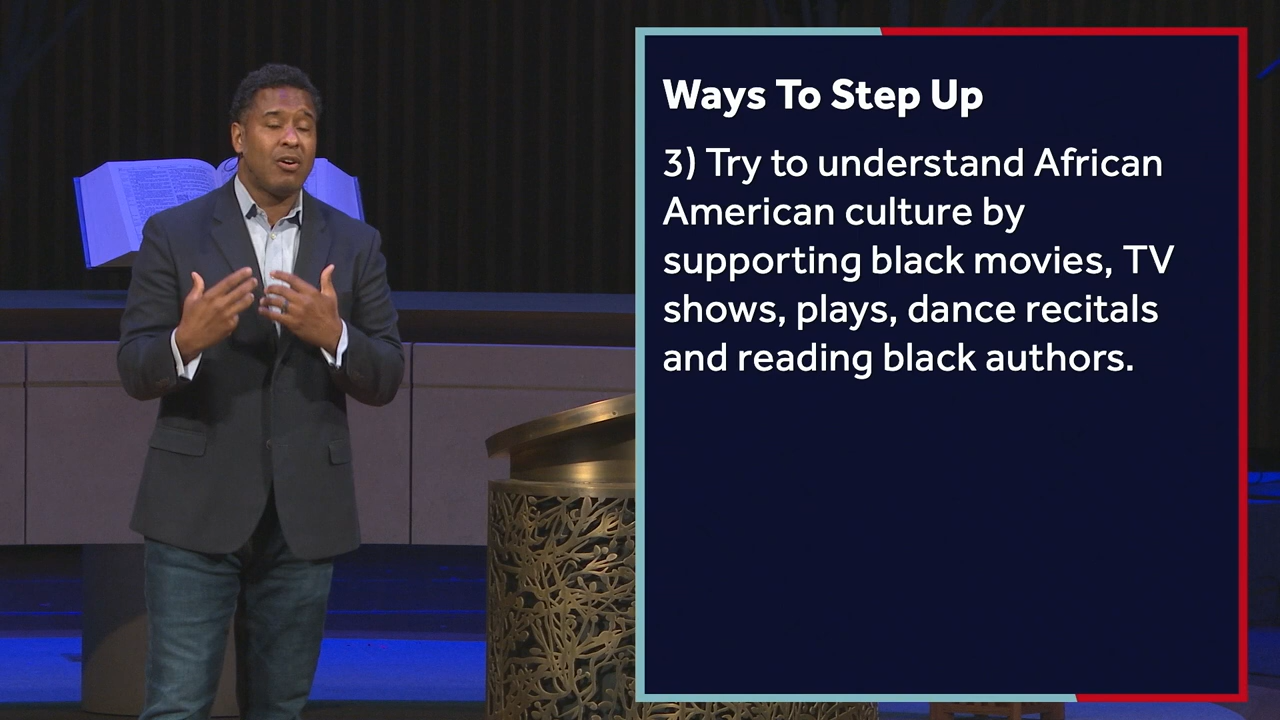 Ways To Step Up
3) Try to understand African
American culture by
supporting black movies, TV
shows, plays, dance recitals
and reading black authors.